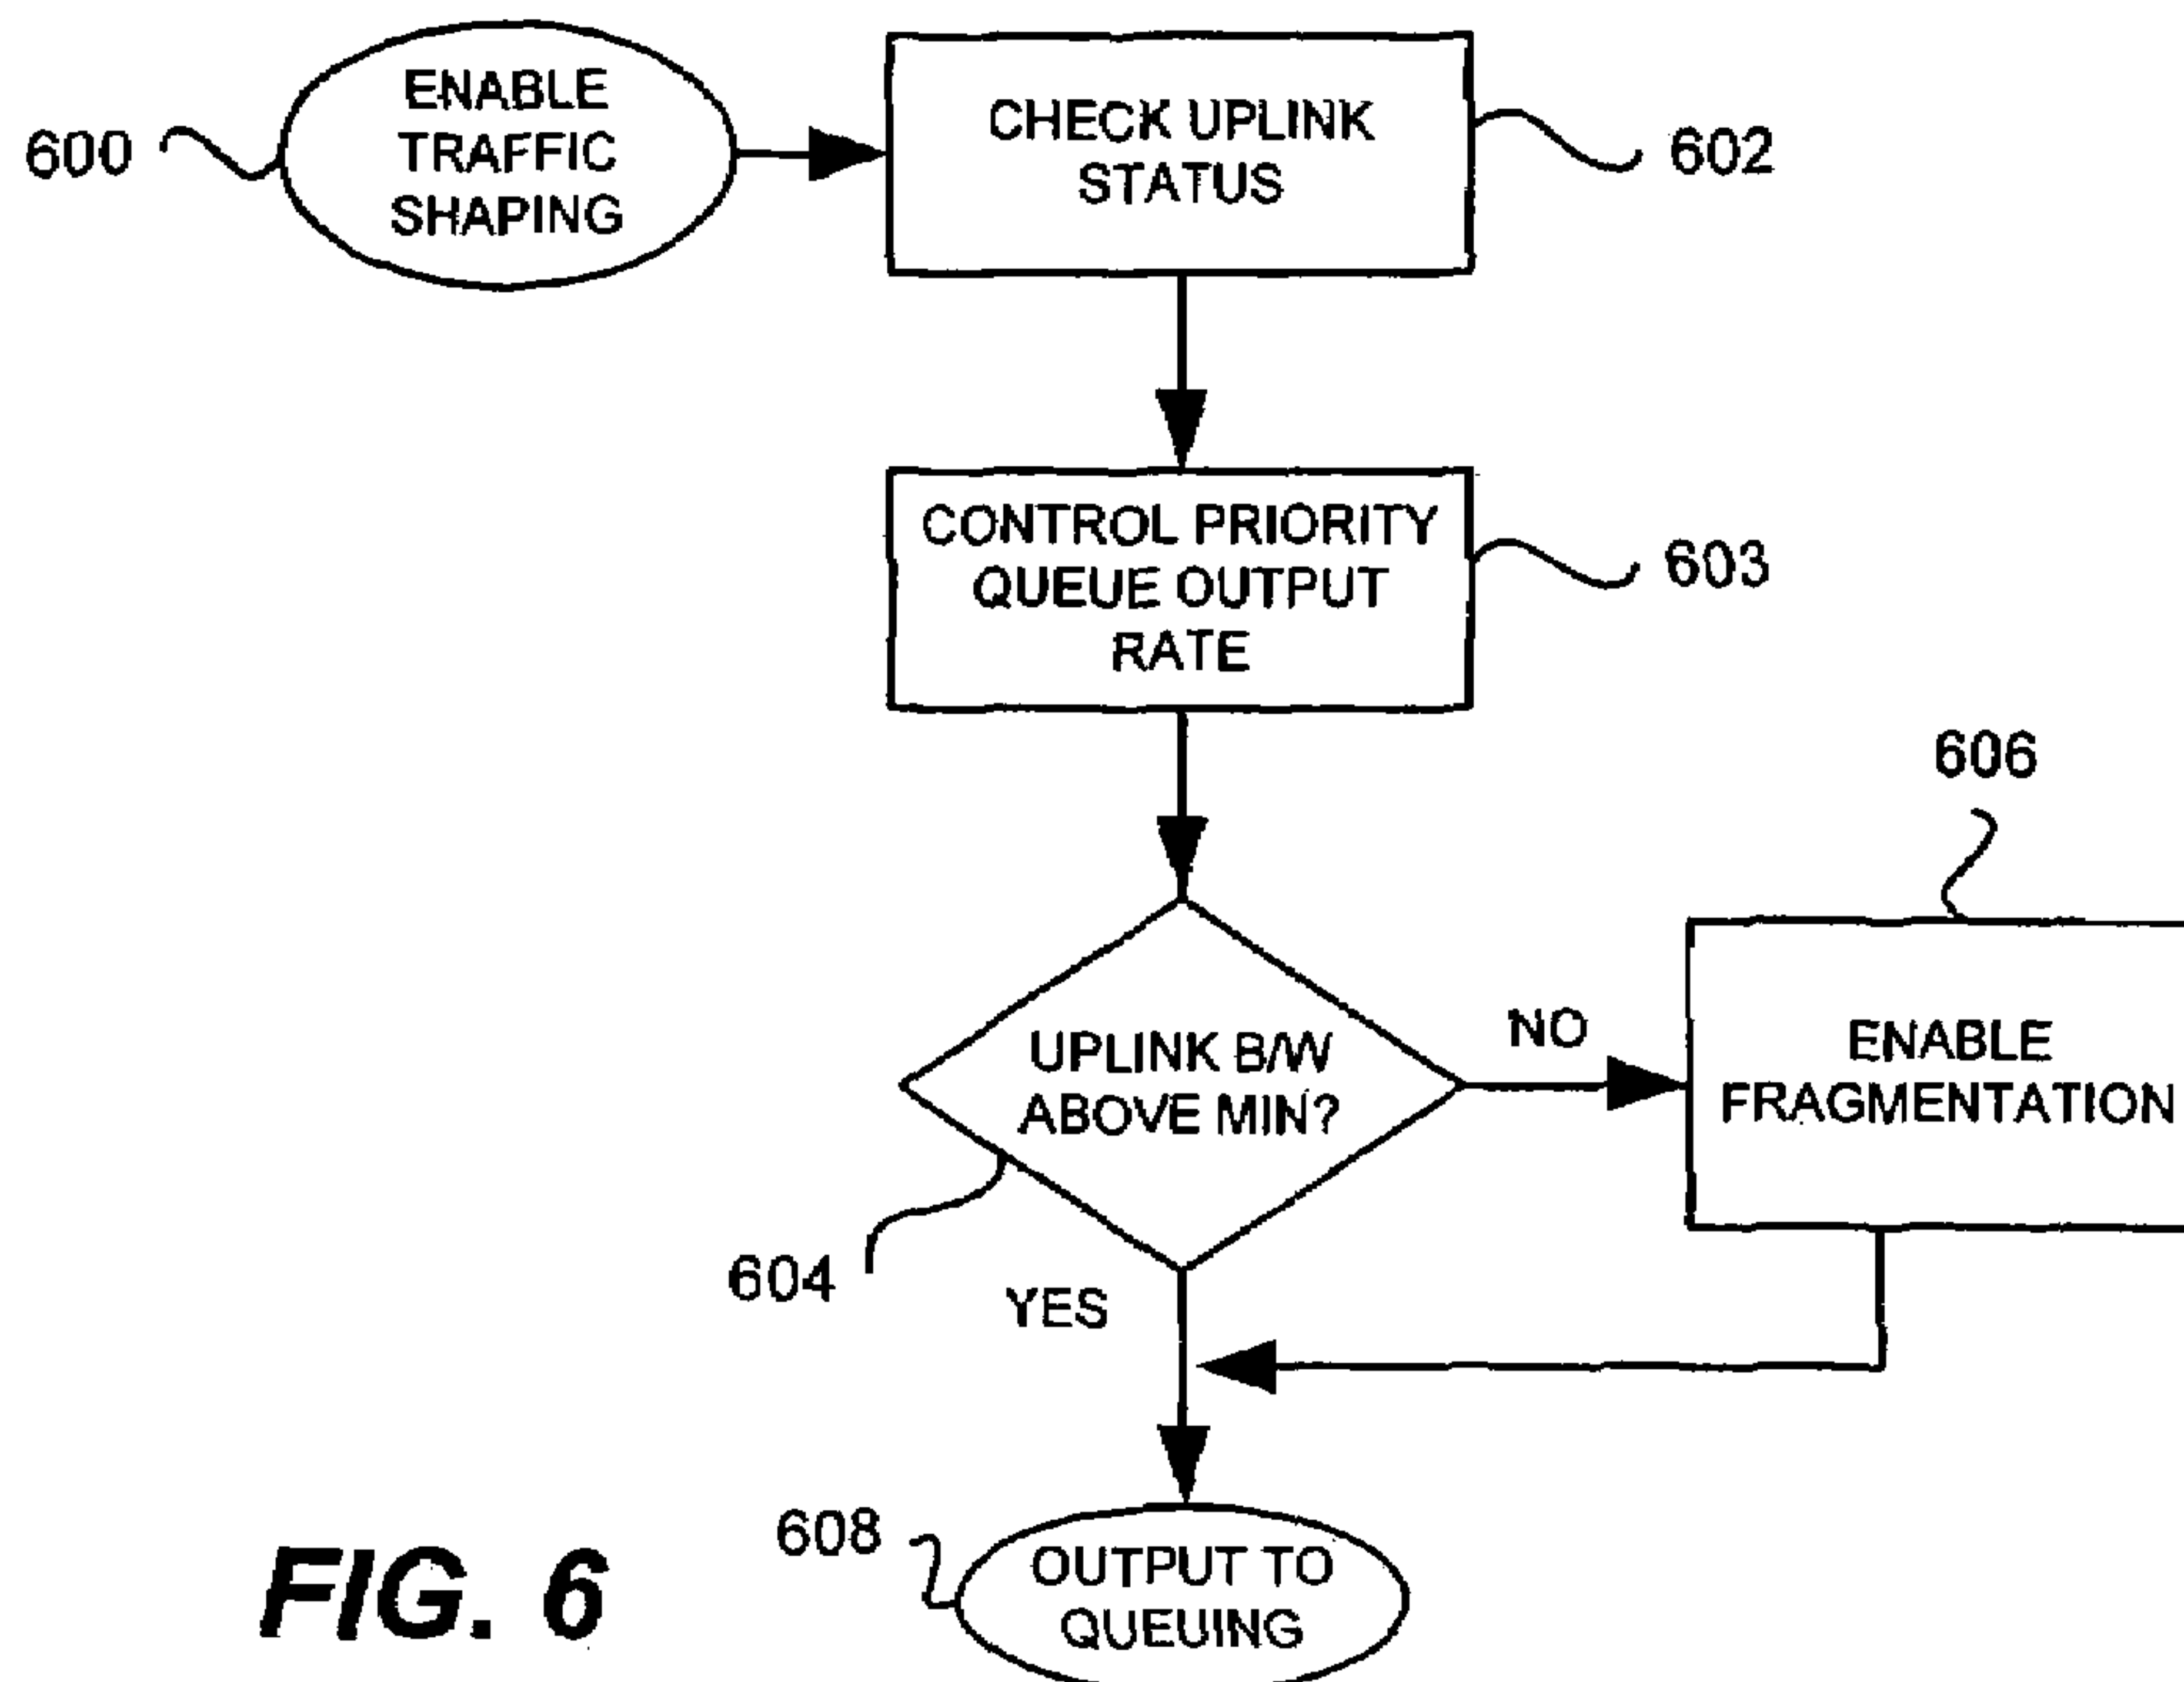 600
ENABLE
TRAFFIC
SHAPING
CHECK UPLINK
STATUS
602
CONTROL PRIORITY
QUEUE OUTPUT
RATE
603
606
UPLINK B/W
ABOVE MIN?
NO
ENABLE
FRAGMENTATION
604
YES
608
OUTPUT TO
QUEUING
FIG. 6